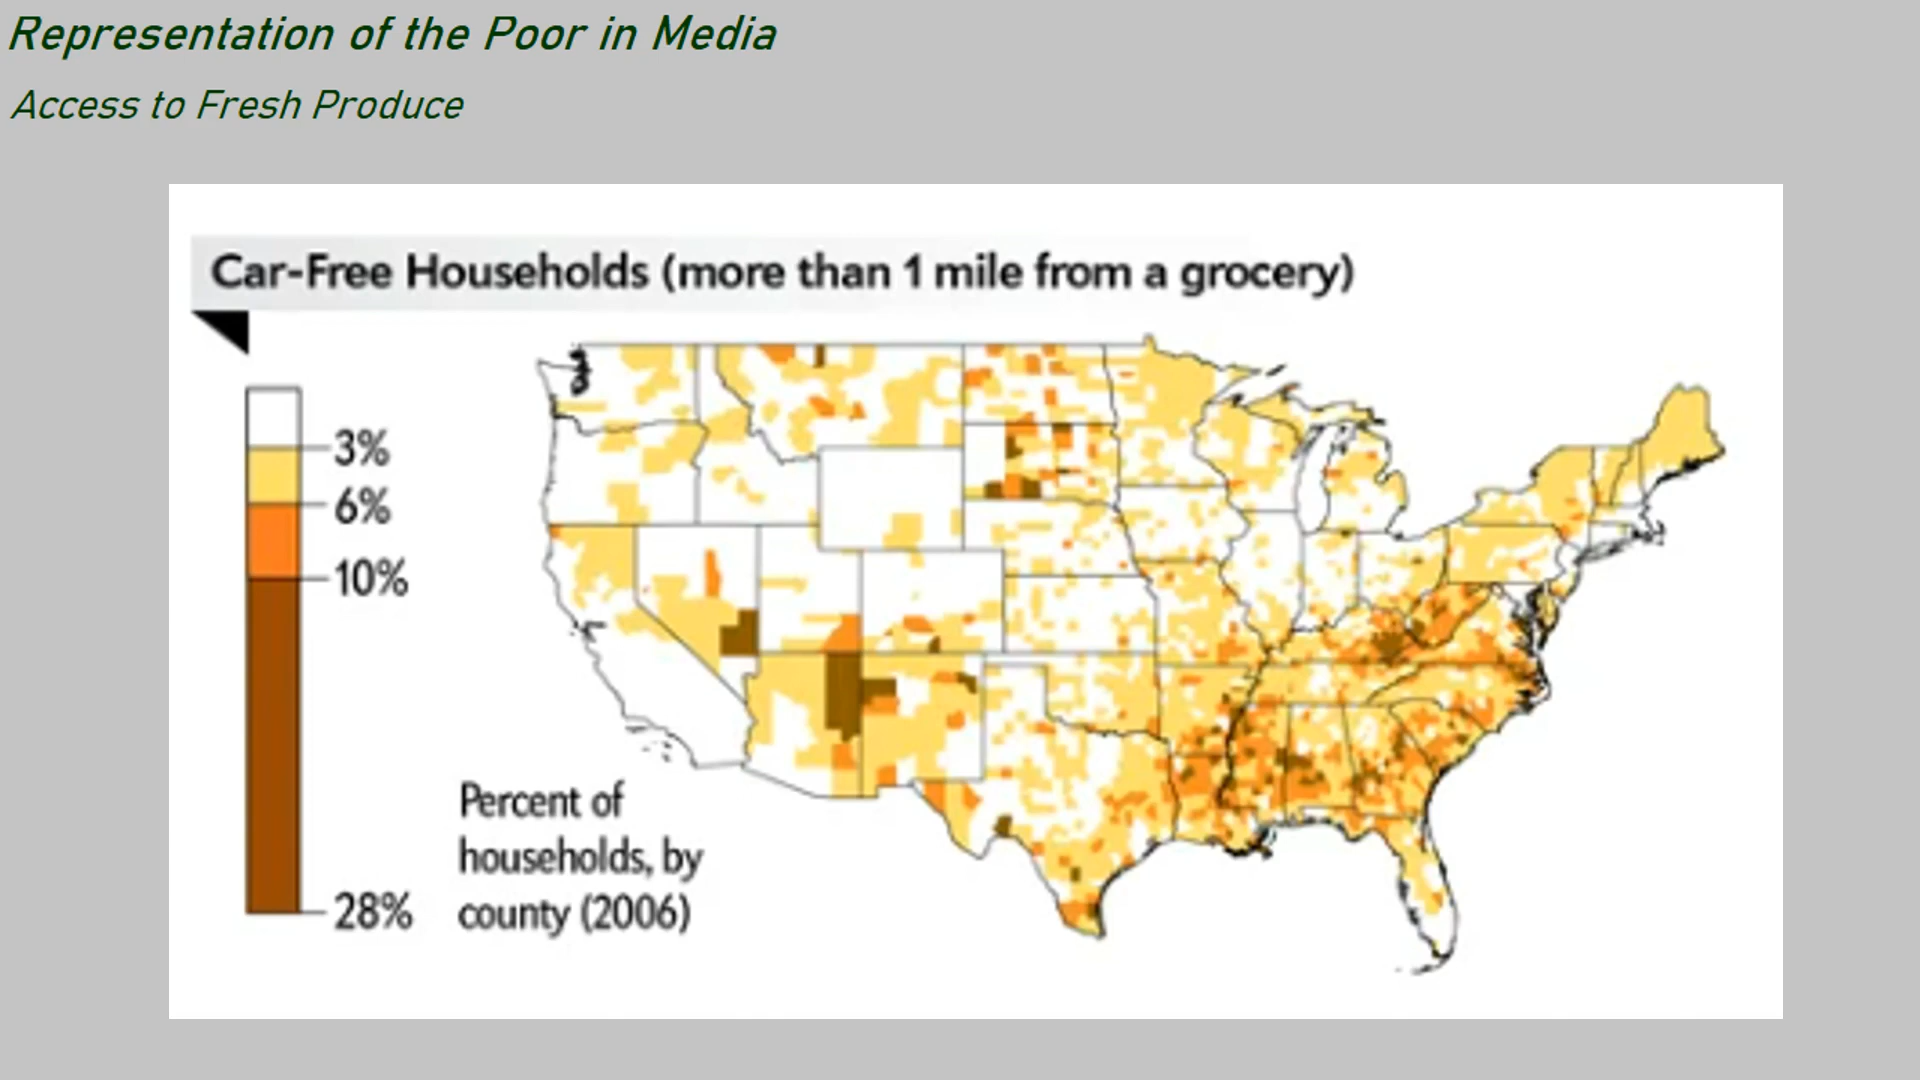 Representation of the Poor in Media
Access to Fresh Produce
Car-Free Households (more than 1 mile from a grocery)
3%
6%
10%
28%
Percent of
households, by
county (2006)